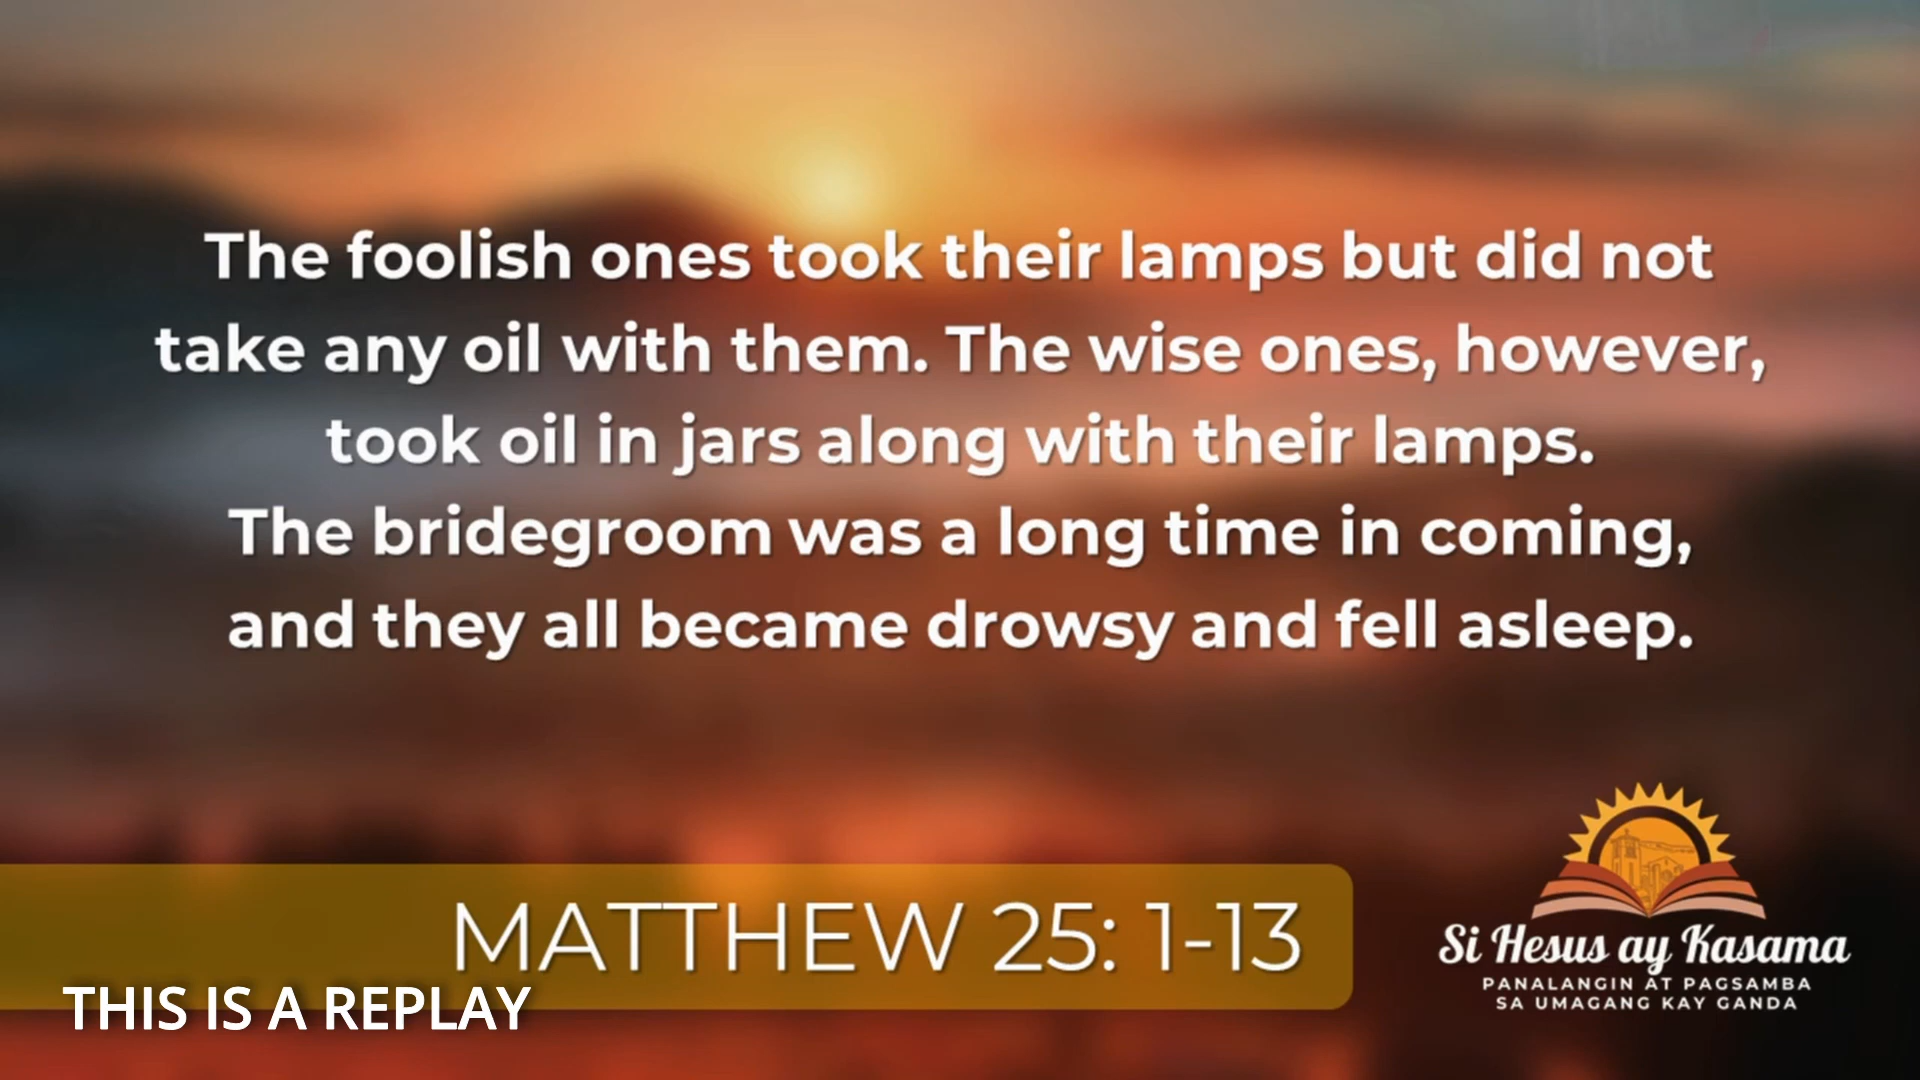 The foolish ones took their lamps but did not
take any oil with them. The wise ones, however,
took oil in jars along with their lamps.
The bridegroom was a long time in coming,
and they all became drowsy and fell asleep.
MATTHEW 25: 1-13
THIS IS A REPLAY
Si Hesus ay Kasama
PANALANGIN AT PAGSAMBA
SA UMAGANG KAY GANDA